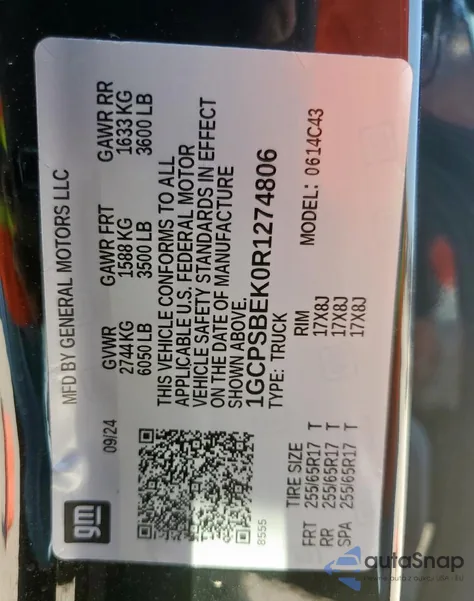 gm
MFD BY GENERAL MOTORS LLC
09/24
GVWR GAWR FRT GAWR RR
2744 KG 1588 KG 1633 KG
6050 LB 3500 LB 3600 LB
THIS VEHICLE CONFORMS TO ALL
APPLICABLE U.S. FEDERAL MOTOR
VEHICLE SAFETY STANDARDS IN EFFECT
ON THE DATE OF MANUFACTURE
SHOWN ABOVE.
1GCPSBEK0R1274806
TYPE: TRUCK
MODEL: 0614C43
8555
TIRE SIZE RIM
FRT 255/65R17 T 17X8J
RR 255/65R17 T 17X8J
SPA 255/65R17 T 17X8J
autoSnap